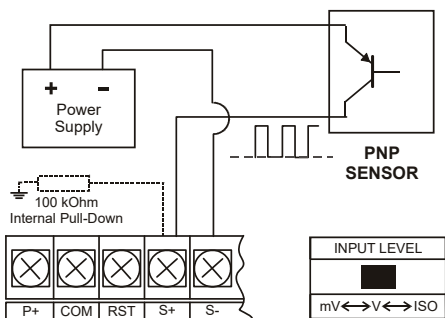 + -
Power
Supply
PNP
SENSOR
100 kOhm
Internal Pull-Down
INPUT LEVEL
mV↔V↔ISO
P+ COM RST S+ S-